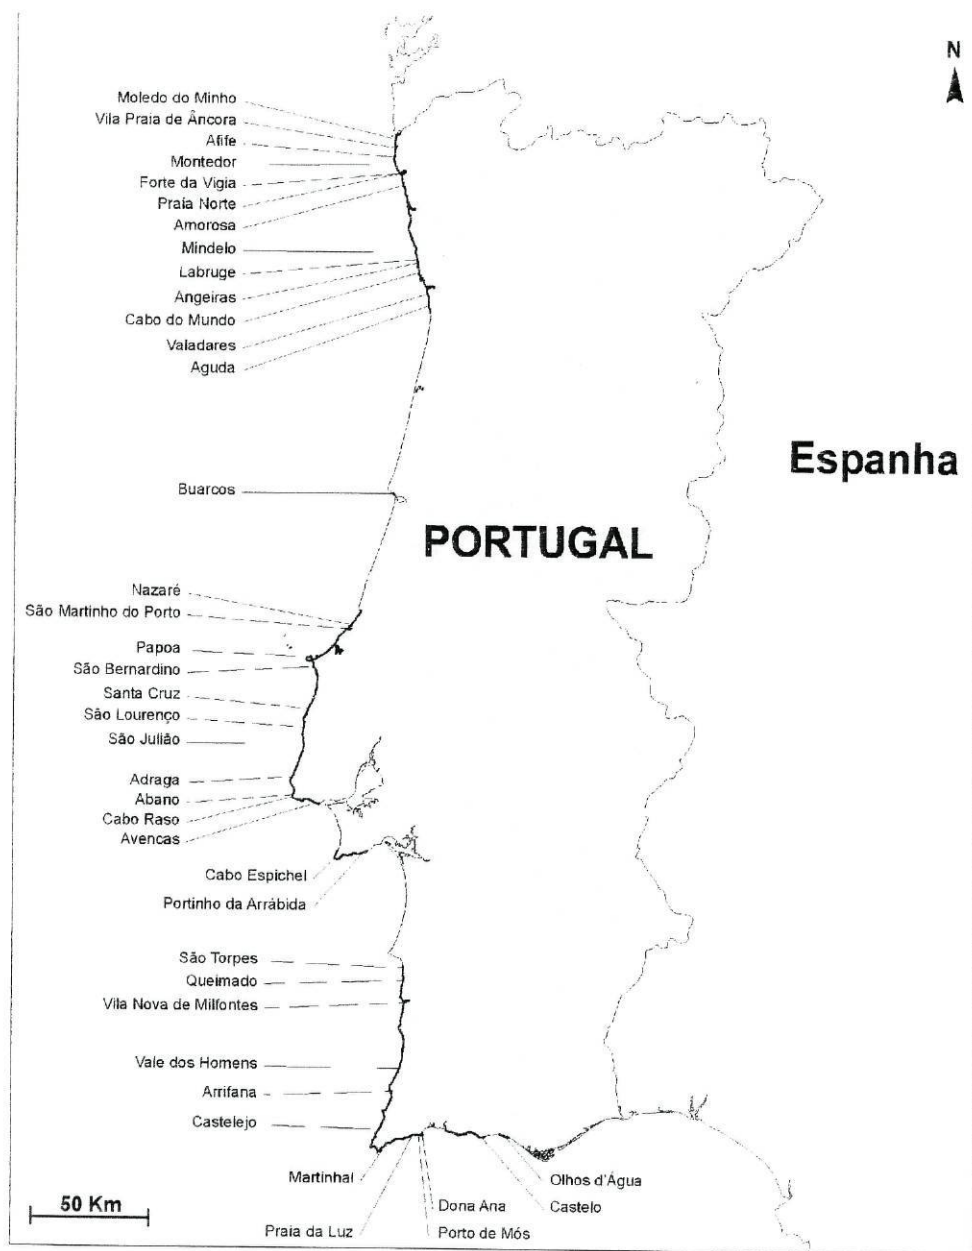 N
Moledo do Minho
Vila Praia de Âncora
Afife
Montedor
Forte da Vigia
Praia Norte
Amorosa
Mindelo
Labruge
Angeiras
Cabo do Mundo
Valadares
Aguda
Espanha
Buarcos
PORTUGAL
Nazaré
São Martinho do Porto
Papoa
São Bernardino
Santa Cruz
São Lourenço
São Julião
Adraga
Abano
Cabo Raso
Avencas
Cabo Espichel
Portinho da Arrábida
São Torpes
Queimado
Vila Nova de Milfontes
Vale dos Homens
Arrifana
Castelejo
Martinhal
Olhos d'Água
Dona Ana
Castelo
Praia da Luz
Porto de Mós
50 Km